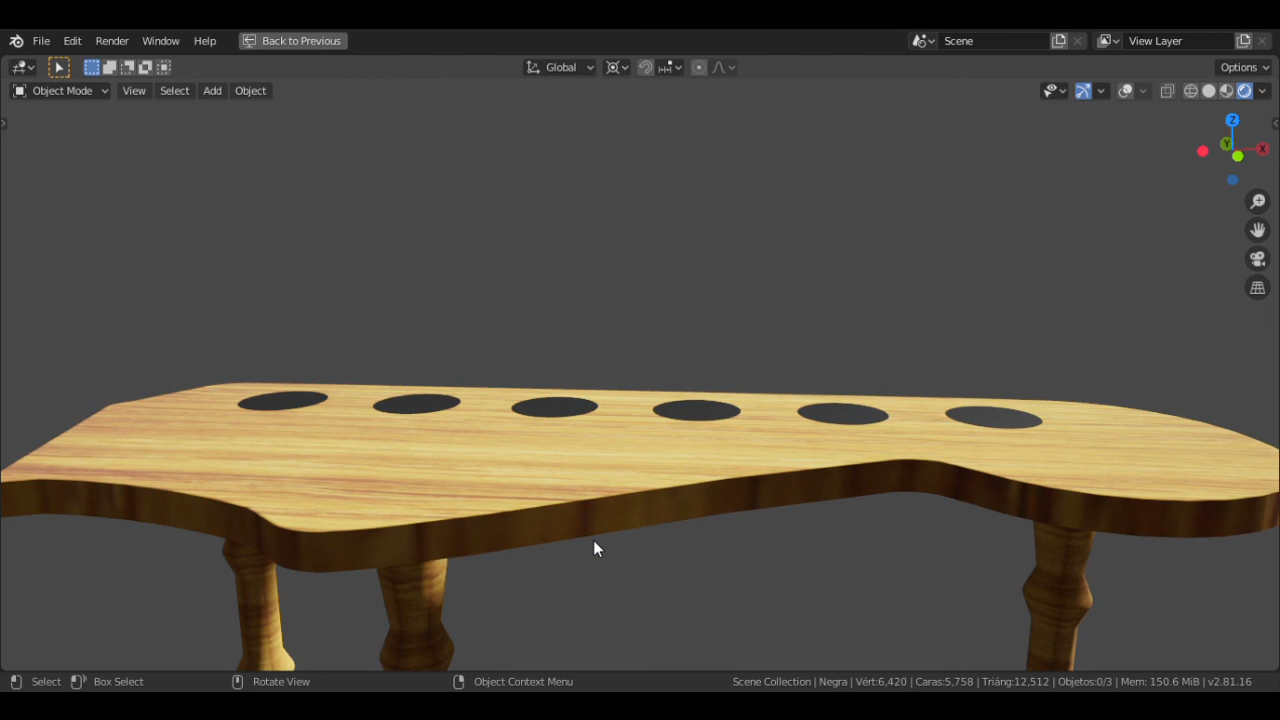 File Edit Render Window Help Back to Previous Scene View Layer
Global Options
Object Mode View Select Add Object
Z
Y X
Select Box Select Rotate View Object Context Menu Scene Collection | Negra | Vért:6,420 | Caras:5,758 | Triáng:12,512 | Objetos:0/3 | Mem: 150.6 MiB | v2.81.16